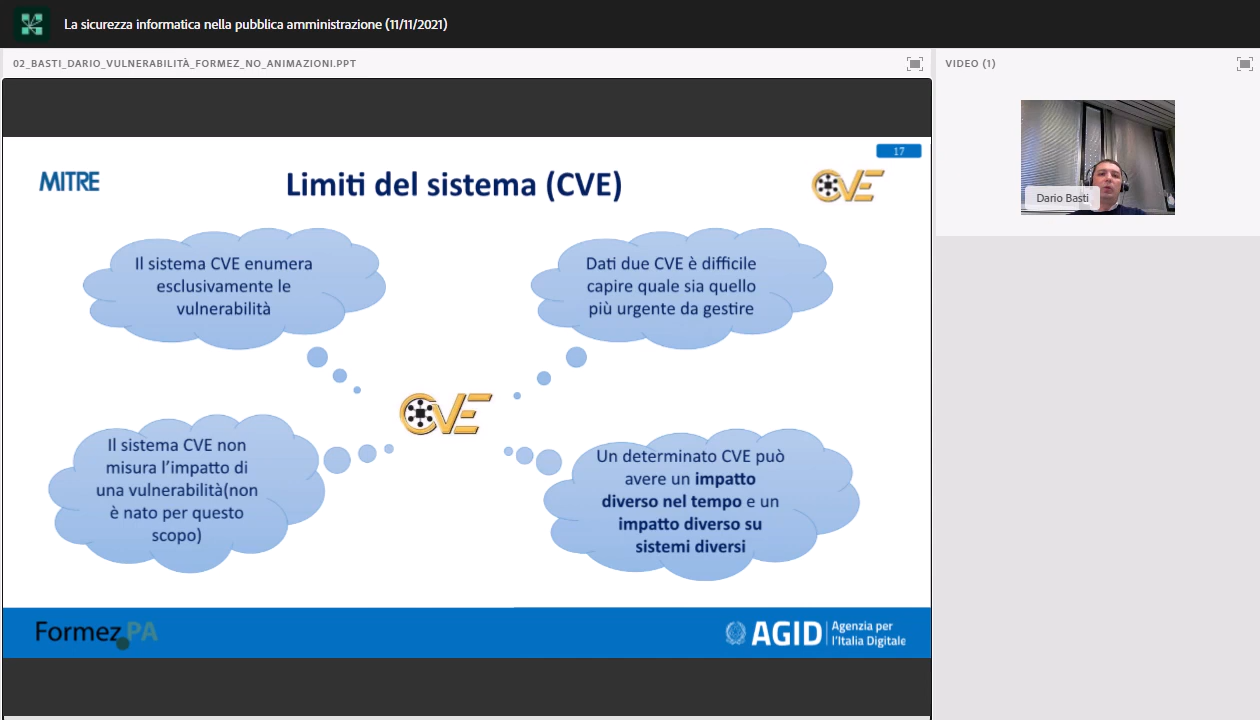 La sicurezza informatica nella pubblica amministrazione (11/11/2021)
02_BASTI_DARIO_VULNERABILITÀ_FORMEZ_NO_ANIMAZIONI.PPT
VIDEO (1)
Dario Basti
17
MITRE
Limiti del sistema (CVE)
CVE
Il sistema CVE enumera
esclusivamente le
vulnerabilità
Dati due CVE è difficile
capire quale sia quello
più urgente da gestire
CVE
Il sistema CVE non
misura l'impatto di
una vulnerabilità(non
è nato per questo
scopo)
Un determinato CVE può
avere un impatto
diverso nel tempo e un
impatto diverso su
sistemi diversi
Formez PA
AGID
Agenzia per
l'Italia Digitale